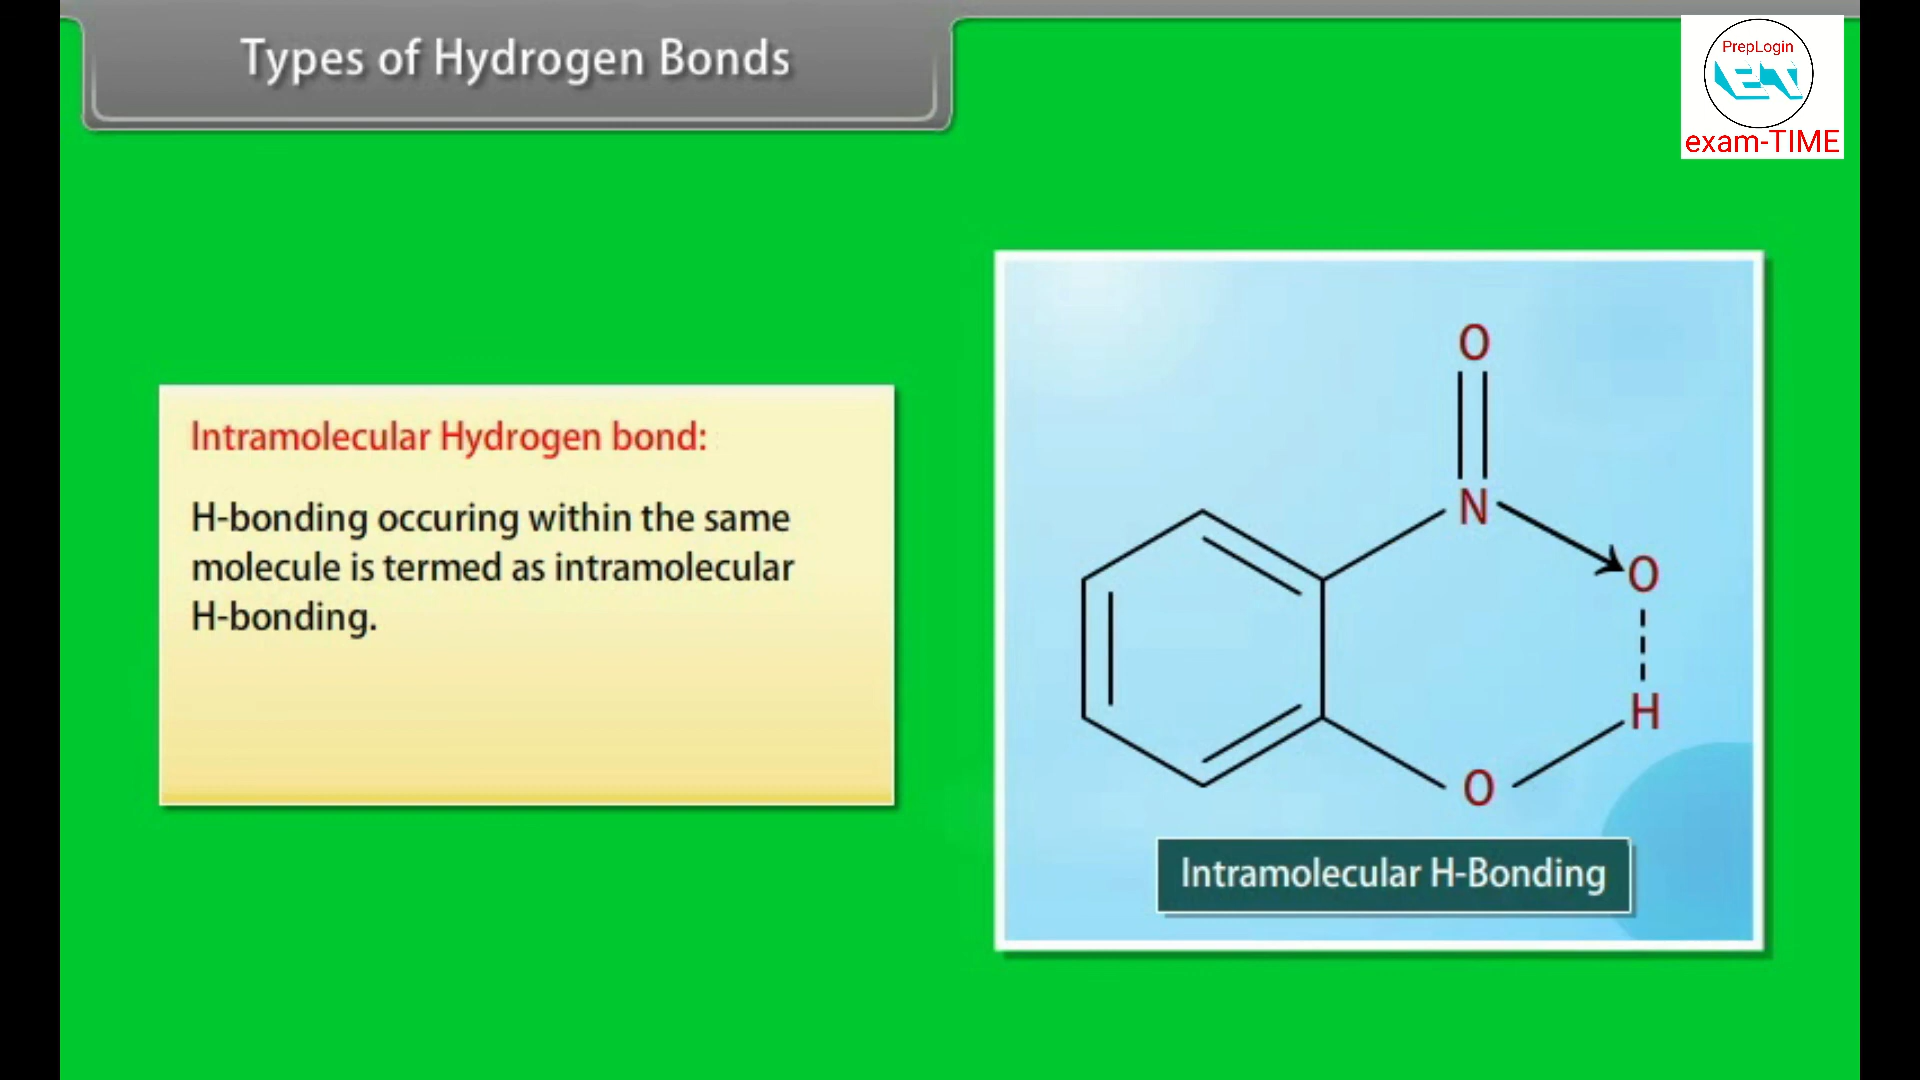 Types of Hydrogen Bonds
PrepLogin
ET
exam-TIME
Intramolecular Hydrogen bond:
H-bonding occuring within the same
molecule is termed as intramolecular
H-bonding.
O
N
O
H
O
Intramolecular H-Bonding